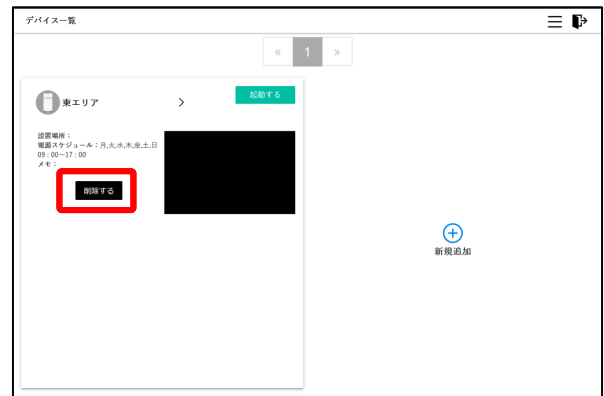 デバイス一覧
« 1 »
東エリア
起動する
設置場所：
電源スケジュール：月,火,水,木,金,土,日
09：00～17：00
メモ：
削除する
新規追加